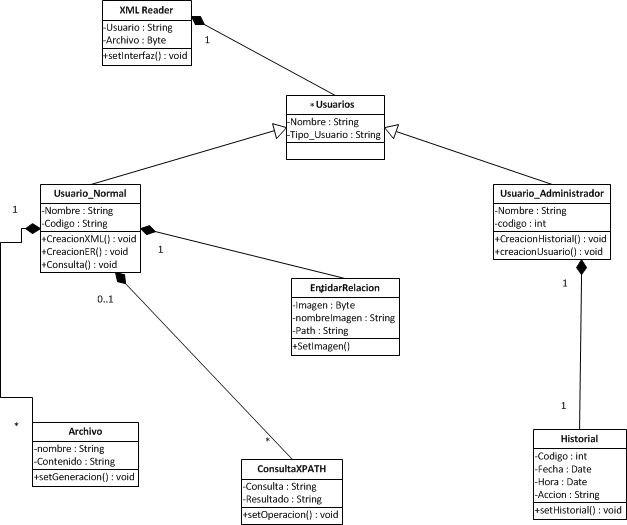 XML Reader
-Usuario : String
-Archivo : Byte
+setInterfaz() : void
1
*
Usuarios
-Nombre : String
-Tipo_Usuario : String
Usuario_Normal
-Nombre : String
-Codigo : String
+CreacionXML() : void
+CreacionER() : void
+Consulta() : void
1
1
0..1
Usuario_Administrador
-Nombre : String
-codigo : int
+CreacionHistorial() : void
+creacionUsuario() : void
1
EntidarRelacion
-Imagen : Byte
-nombreImagen : String
-Path : String
+SetImagen()
1
*
Archivo
-nombre : String
-Contenido : String
+setGeneracion() : void
*
ConsultaXPATH
-Consulta : String
-Resultado : String
+setOperacion() : void
Historial
-Codigo : int
-Fecha : Date
-Hora : Date
-Accion : String
+setHistorial() : void